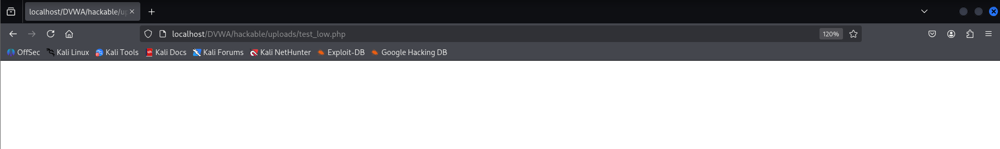 localhost/DVWA/hackable/up
localhost/DVWA/hackable/uploads/test_low.php 120%
OffSec Kali Linux Kali Tools Kali Docs Kali Forums Kali NetHunter Exploit-DB Google Hacking DB